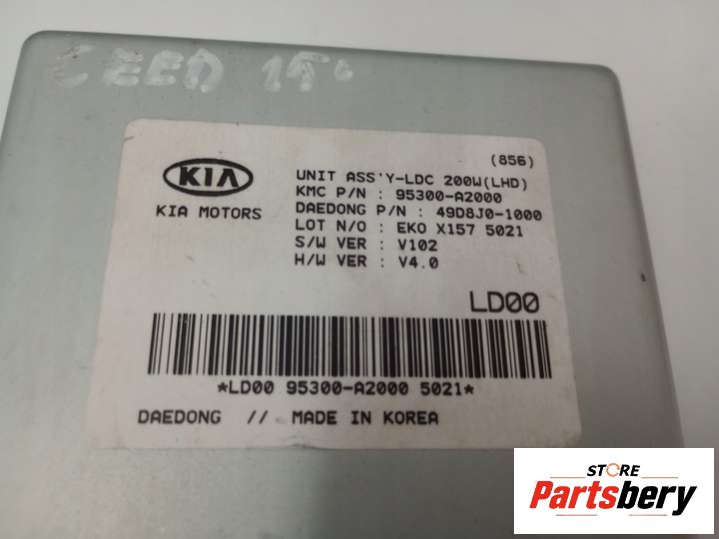 CEED 15'
(856)
KIA
KIA MOTORS
UNIT ASS'Y-LDC 200W(LHD)
KMC P/N : 95300-A2000
DAEDONG P/N : 49D8J0-1000
LOT N/O : EKO X157 5021
S/W VER : V102
H/W VER : V4.0
LD00
*LD00 95300-A2000 5021*
DAEDONG // MADE IN KOREA
STORE
Partsbery